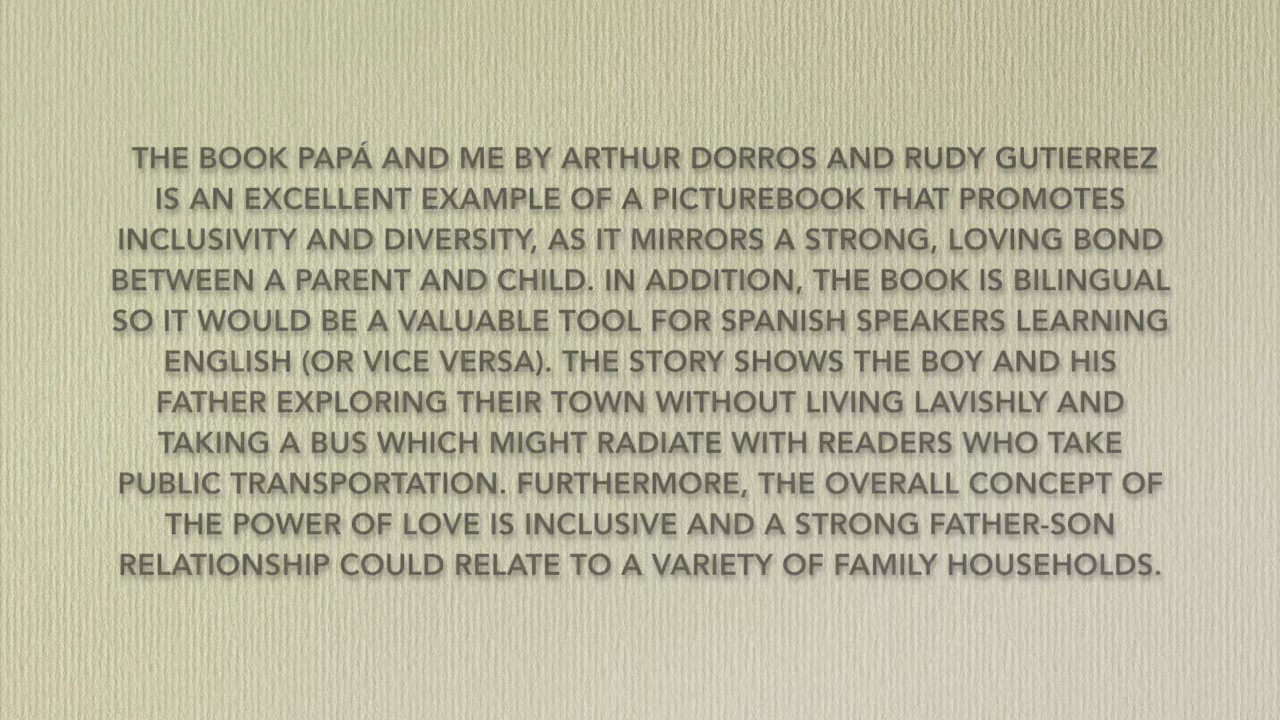 THE BOOK PAPÁ AND ME BY ARTHUR DORROS AND RUDY GUTIERREZ
IS AN EXCELLENT EXAMPLE OF A PICTUREBOOK THAT PROMOTES
INCLUSIVITY AND DIVERSITY, AS IT MIRRORS A STRONG, LOVING BOND
BETWEEN A PARENT AND CHILD. IN ADDITION, THE BOOK IS BILINGUAL
SO IT WOULD BE A VALUABLE TOOL FOR SPANISH SPEAKERS LEARNING
ENGLISH (OR VICE VERSA). THE STORY SHOWS THE BOY AND HIS
FATHER EXPLORING THEIR TOWN WITHOUT LIVING LAVISHLY AND
TAKING A BUS WHICH MIGHT RADIATE WITH READERS WHO TAKE
PUBLIC TRANSPORTATION. FURTHERMORE, THE OVERALL CONCEPT OF
THE POWER OF LOVE IS INCLUSIVE AND A STRONG FATHER-SON
RELATIONSHIP COULD RELATE TO A VARIETY OF FAMILY HOUSEHOLDS.